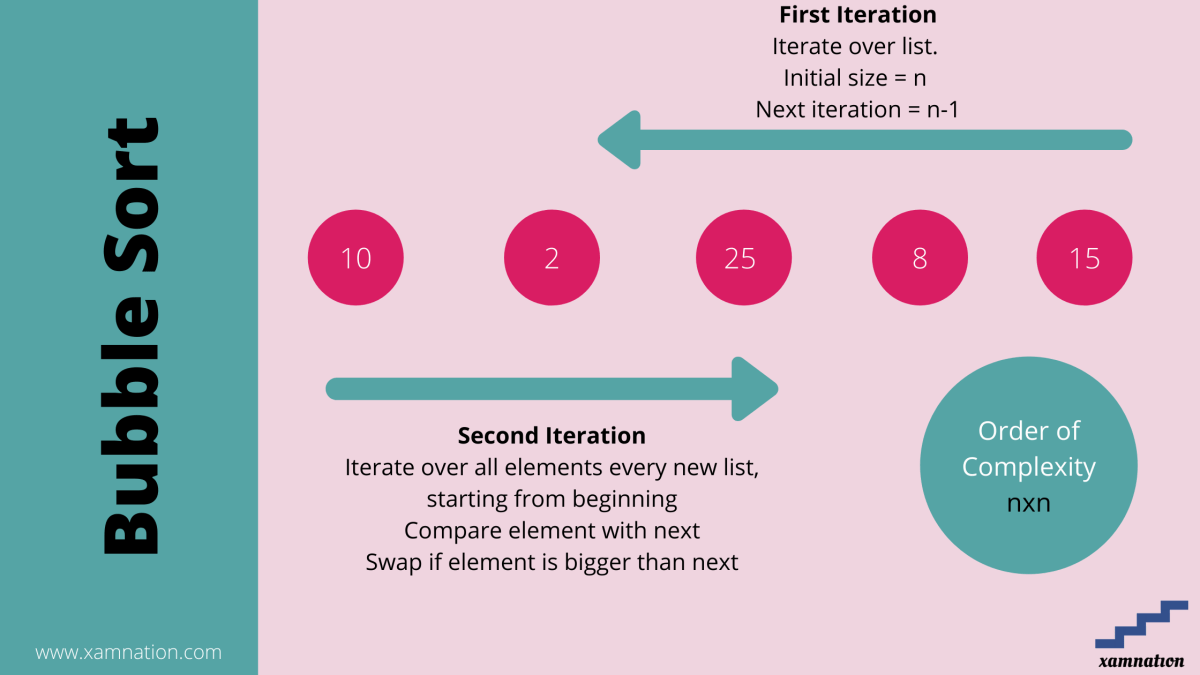 Bubble Sort
First Iteration
Iterate over list.
Initial size = n
Next iteration = n-1
10
2
25
8
15
Second Iteration
Iterate over all elements every new list,
starting from beginning
Compare element with next
Swap if element is bigger than next
Order of
Complexity
nxn
www.xamnation.com
xamnation